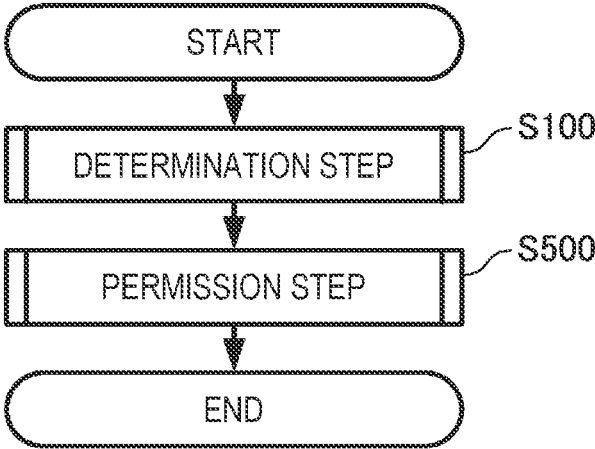 START
DETERMINATION STEP
S100
PERMISSION STEP
S500
END